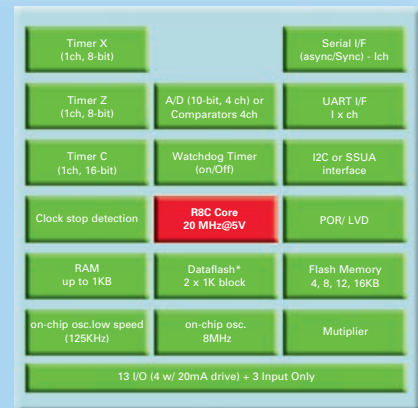 Timer X
(1ch, 8-bit)
Serial I/F
(async/Sync) - Ich
Timer Z
(1ch, 8-bit)
A/D (10-bit, 4 ch) or
Comparators 4ch
UART I/F
I x ch
Timer C
(1ch, 16-bit)
Watchdog Timer
(on/Off)
I2C or SSUA
interface
Clock stop detection
R8C Core
20 MHz@5V
POR/ LVD
RAM
up to 1KB
Dataflash*
2 x 1K block
Flash Memory
4, 8, 12, 16KB
on-chip osc.low speed
(125KHz)
on-chip osc.
8MHz
Mutiplier
13 I/O (4 w/ 20mA drive) + 3 Input Only